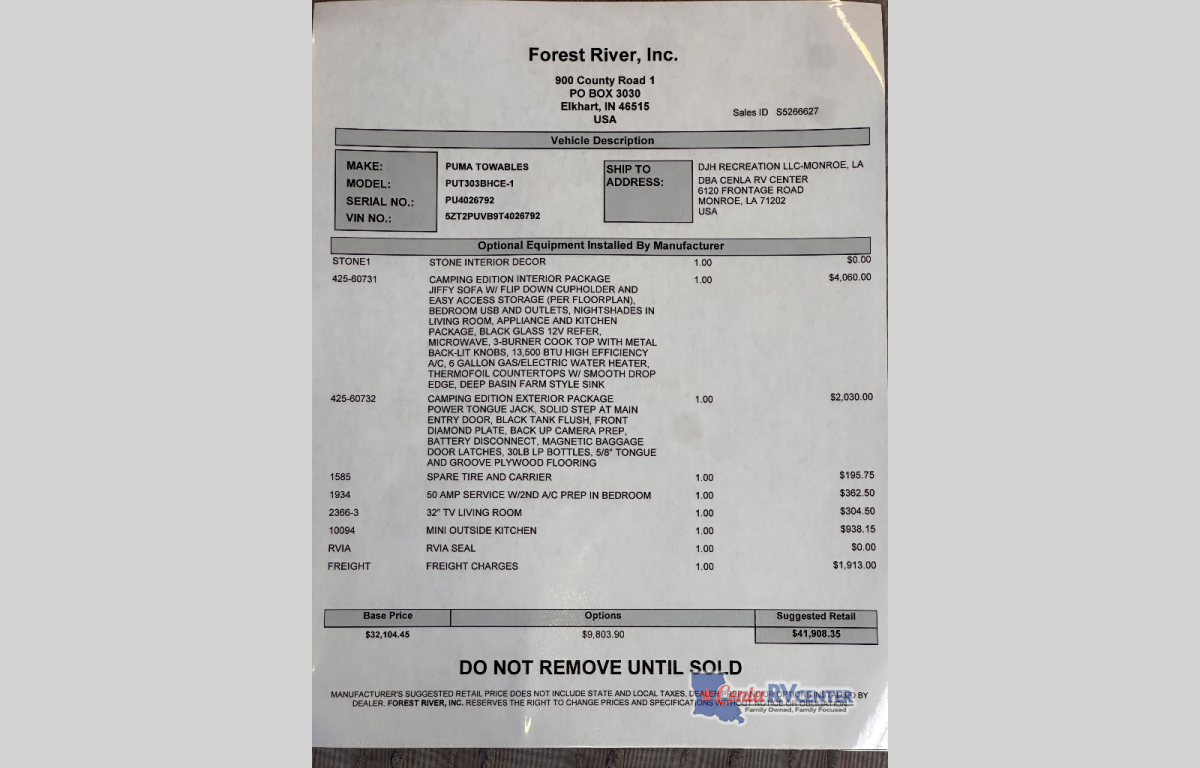 Forest River, Inc.
900 County Road 1
PO BOX 3030
Elkhart, IN 46515
USA
Sales ID S5266627
Vehicle Description
MAKE: PUMA TOWABLES
MODEL: PUT303BHCE-1
SERIAL NO.: PU4026792
VIN NO.: 5ZT2PUVB9T4026792
SHIP TO
ADDRESS:
DJH RECREATION LLC-MONROE, LA
DBA CENLA RV CENTER
6120 FRONTAGE ROAD
MONROE, LA 71202
USA
Optional Equipment Installed By Manufacturer
STONE1 STONE INTERIOR DECOR 1.00 $0.00
425-60731 CAMPING EDITION INTERIOR PACKAGE 1.00 $4,060.00
JIFFY SOFA W/ FLIP DOWN CUPHOLDER AND
EASY ACCESS STORAGE (PER FLOORPLAN),
BEDROOM USB AND OUTLETS, NIGHTSHADES IN
LIVING ROOM, APPLIANCE AND KITCHEN
PACKAGE, BLACK GLASS 12V REFER,
MICROWAVE, 3-BURNER COOK TOP WITH METAL
BACK-LIT KNOBS, 13,500 BTU HIGH EFFICIENCY
A/C, 6 GALLON GAS/ELECTRIC WATER HEATER,
THERMOFOIL COUNTERTOPS W/ SMOOTH DROP
EDGE, DEEP BASIN FARM STYLE SINK
425-60732 CAMPING EDITION EXTERIOR PACKAGE 1.00 $2,030.00
POWER TONGUE JACK, SOLID STEP AT MAIN
ENTRY DOOR, BLACK TANK FLUSH, FRONT
DIAMOND PLATE, BACK UP CAMERA PREP,
BATTERY DISCONNECT, MAGNETIC BAGGAGE
DOOR LATCHES, 30LB LP BOTTLES, 5/8" TONGUE
AND GROOVE PLYWOOD FLOORING
1585 SPARE TIRE AND CARRIER 1.00 $195.75
1934 50 AMP SERVICE W/2ND A/C PREP IN BEDROOM 1.00 $362.50
2366-3 32" TV LIVING ROOM 1.00 $304.50
10094 MINI OUTSIDE KITCHEN 1.00 $938.15
RVIA RVIA SEAL 1.00 $0.00
FREIGHT FREIGHT CHARGES 1.00 $1,913.00
Base Price Options Suggested Retail
$32,104.45 $9,803.90 $41,908.35
DO NOT REMOVE UNTIL SOLD
MANUFACTURER'S SUGGESTED RETAIL PRICE DOES NOT INCLUDE STATE AND LOCAL TAXES, DEALER BY
DEALER. FOREST RIVER, INC. RESERVES THE RIGHT TO CHANGE PRICES AND SPECIFICATIONS
Cenla RV CENTER
Family Owned, Family Focused